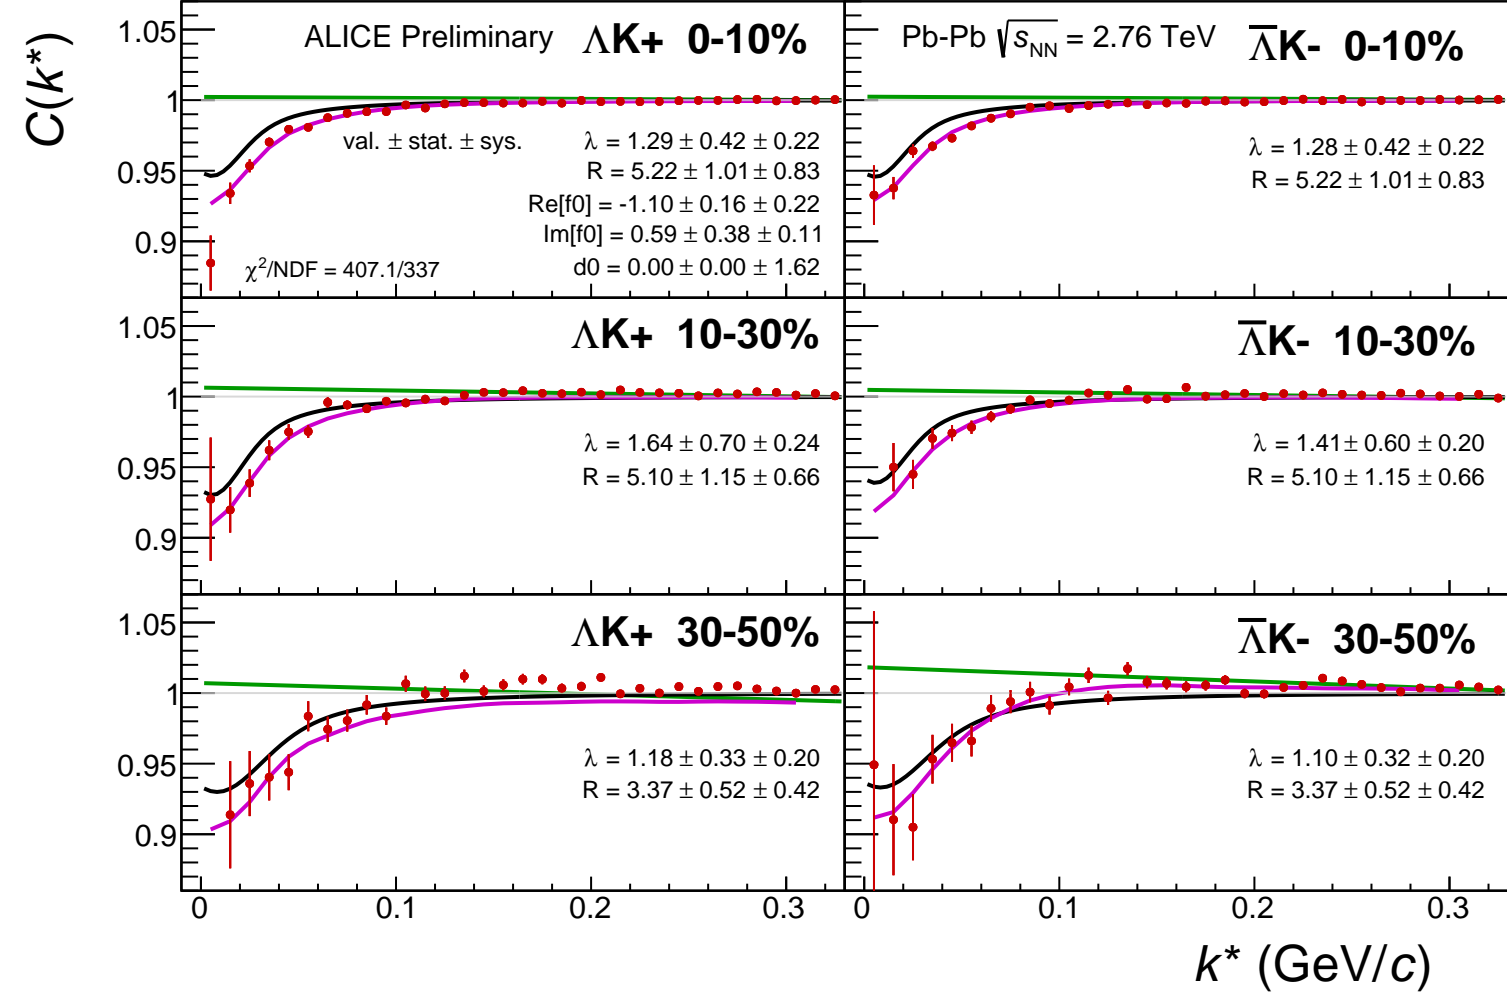 C(k*)
1.05
1
0.95
0.9
ALICE Preliminary
ΛK+ 0-10%
val. ± stat. ± sys.
λ = 1.29 ± 0.42 ± 0.22
R = 5.22 ± 1.01 ± 0.83
Re[f0] = -1.10 ± 0.16 ± 0.22
Im[f0] = 0.59 ± 0.38 ± 0.11
d0 = 0.00 ± 0.00 ± 1.62
χ²/NDF = 407.1/337
Pb-Pb √sNN = 2.76 TeV
Λ̅K- 0-10%
λ = 1.28 ± 0.42 ± 0.22
R = 5.22 ± 1.01 ± 0.83
1.05
1
0.95
0.9
ΛK+ 10-30%
λ = 1.64 ± 0.70 ± 0.24
R = 5.10 ± 1.15 ± 0.66
Λ̅K- 10-30%
λ = 1.41 ± 0.60 ± 0.20
R = 5.10 ± 1.15 ± 0.66
1.05
1
0.95
0.9
ΛK+ 30-50%
λ = 1.18 ± 0.33 ± 0.20
R = 3.37 ± 0.52 ± 0.42
Λ̅K- 30-50%
λ = 1.10 ± 0.32 ± 0.20
R = 3.37 ± 0.52 ± 0.42
0 0.1 0.2 0.3
0 0.1 0.2 0.3
k* (GeV/c)